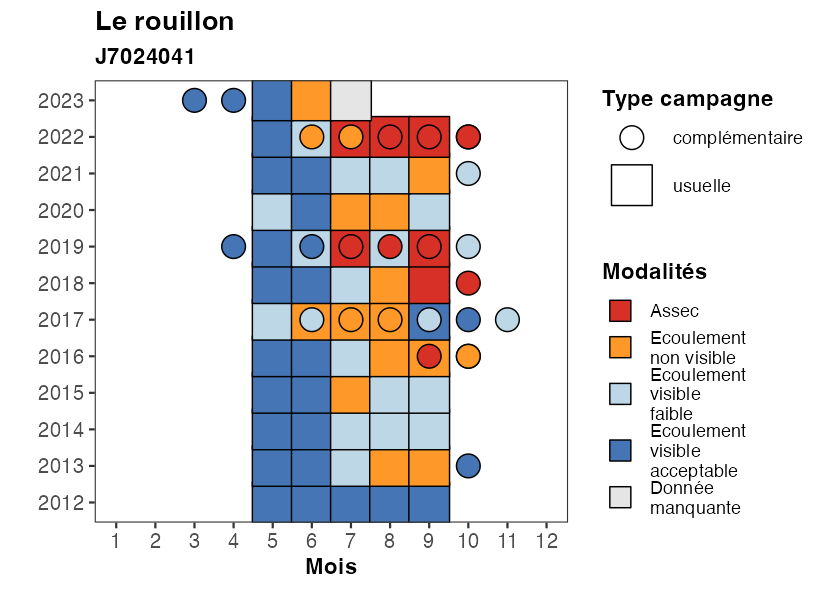 Le rouillon
J7024041
2023
2022
2021
2020
2019
2018
2017
2016
2015
2014
2013
2012
1 2 3 4 5 6 7 8 9 10 11 12
Mois
Type campagne
complémentaire
usuelle
Modalités
Assec
Ecoulement
non visible
Ecoulement
visible
faible
Ecoulement
visible
acceptable
Donnée
manquante